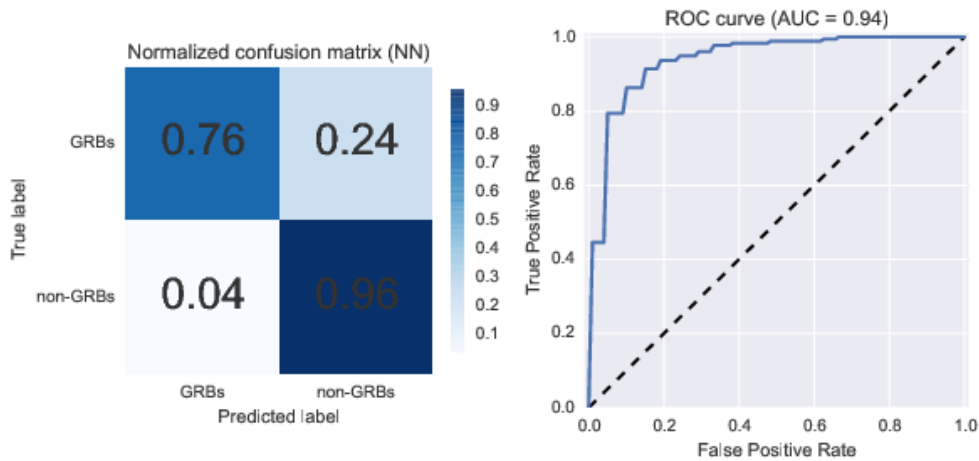 Normalized confusion matrix (NN)
True label
GRBs
non-GRBs
0.76
0.24
0.04
0.96
GRBs
non-GRBs
Predicted label
0.9
0.8
0.7
0.6
0.5
0.4
0.3
0.2
0.1
ROC curve (AUC = 0.94)
True Positive Rate
1.0
0.8
0.6
0.4
0.2
0.0
0.0
0.2
0.4
0.6
0.8
1.0
False Positive Rate